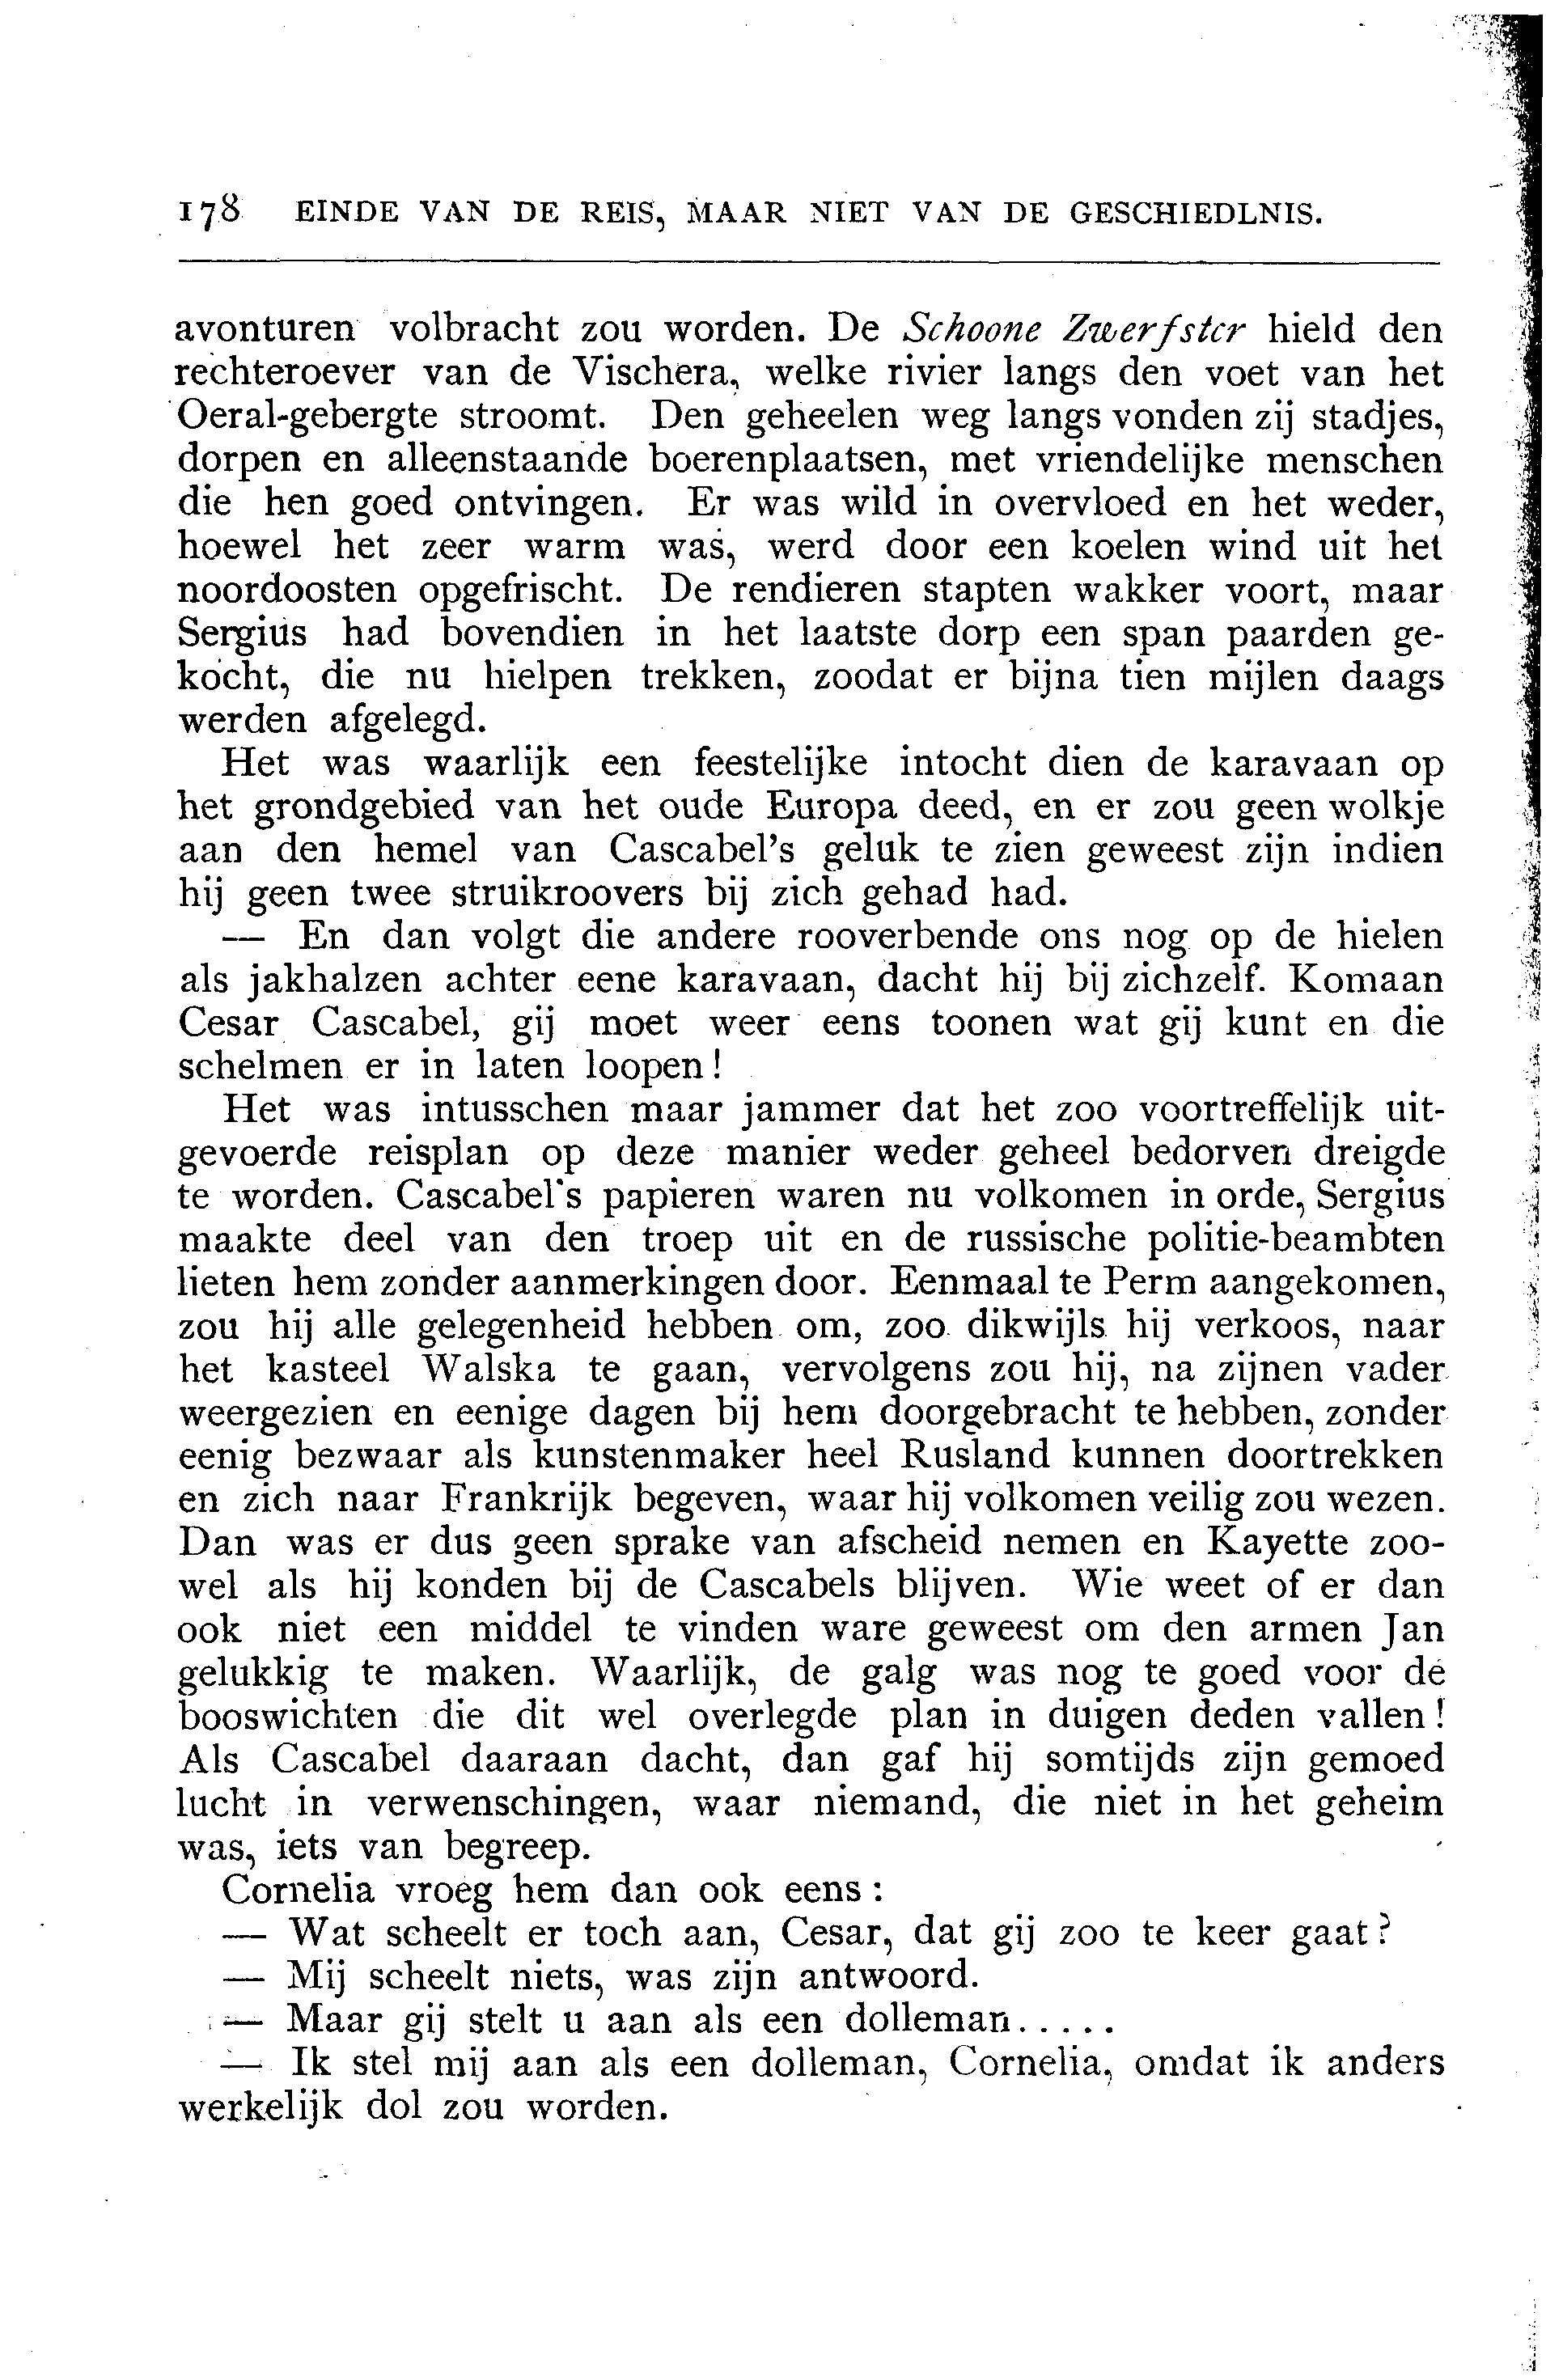 178 EINDE VAN DE REIS, MAAR NIET VAN DE GESCHIEDLNIS.
avonturen volbracht zou worden. De Schoone Zwerfster hield den
rechteroever van de Vischera, welke rivier langs den voet van het
Oeral-gebergte stroomt. Den geheelen weg langs vonden zij stadjes,
dorpen en alleenstaande boerenplaatsen, met vriendelijke menschen
die hen goed ontvingen. Er was wild in overvloed en het weder,
hoewel het zeer warm was, werd door een koelen wind uit het
noordoosten opgefrischt. De rendieren stapten wakker voort, maar
Sergius had bovendien in het laatste dorp een span paarden ge-
kocht, die nu hielpen trekken, zoodat er bijna tien mijlen daags
werden afgelegd.
Het was waarlijk een feestelijke intocht dien de karavaan op
het grondgebied van het oude Europa deed, en er zou geen wolkje
aan den hemel van Cascabel's geluk te zien geweest zijn indien
hij geen twee struikroovers bij zich gehad had.
— En dan volgt die andere rooverbende ons nog op de hielen
als jakhalzen achter eene karavaan, dacht hij bij zichzelf. Komaan
Cesar Cascabel, gij moet weer eens toonen wat gij kunt en die
schelmen er in laten loopen!
Het was intusschen maar jammer dat het zoo voortreffelijk uit-
gevoerde reisplan op deze manier weder geheel bedorven dreigde
te worden. Cascabel's papieren waren nu volkomen in orde, Sergius
maakte deel van den troep uit en de russische politie-beambten
lieten hem zonder aanmerkingen door. Eenmaal te Perm aangekomen,
zou hij alle gelegenheid hebben om, zoo dikwijls hij verkoos, naar
het kasteel Walska te gaan, vervolgens zou hij, na zijnen vader
weergezien en eenige dagen bij hem doorgebracht te hebben, zonder
eenig bezwaar als kunstenmaker heel Rusland kunnen doortrekken
en zich naar Frankrijk begeven, waar hij volkomen veilig zou wezen.
Dan was er dus geen sprake van afscheid nemen en Kayette zoo-
wel als hij konden bij de Cascabels blijven. Wie weet of er dan
ook niet een middel te vinden ware geweest om den armen Jan
gelukkig te maken. Waarlijk, de galg was nog te goed voor de
booswichten die dit wel overlegde plan in duigen deden vallen!
Als Cascabel daaraan dacht, dan gaf hij somtijds zijn gemoed
lucht in verwenschingen, waar niemand, die niet in het geheim
was, iets van begreep.
Cornelia vroeg hem dan ook eens:
— Wat scheelt er toch aan, Cesar, dat gij zoo te keer gaat?
— Mij scheelt niets, was zijn antwoord.
— Maar gij stelt u aan als een dolleman.....
— Ik stel mij aan als een dolleman, Cornelia, omdat ik anders
werkelijk dol zou worden.